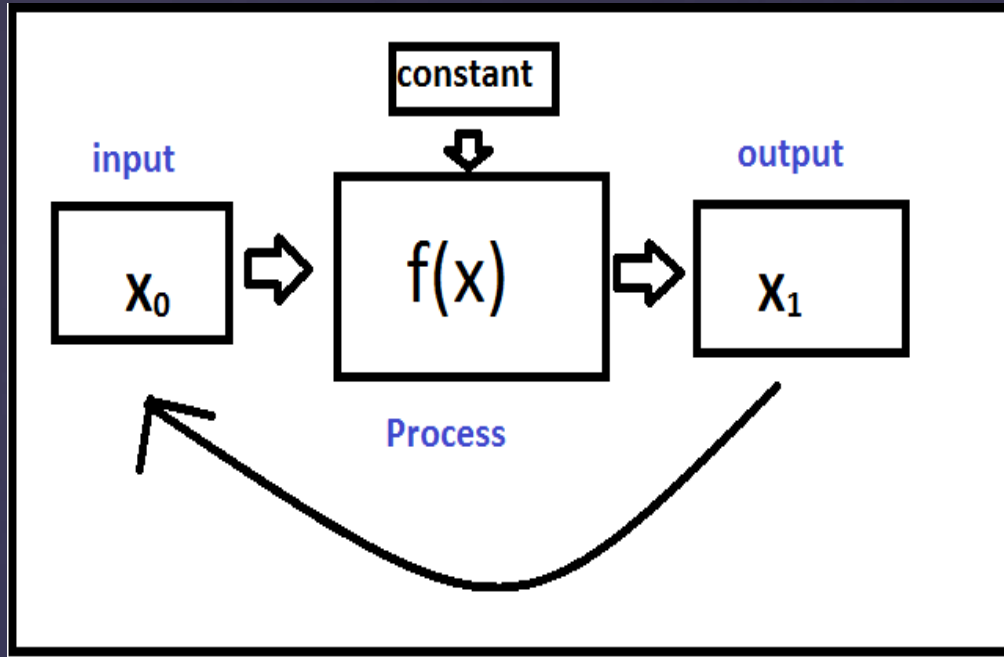 constant
input
output
X₀
f(x)
X₁
Process